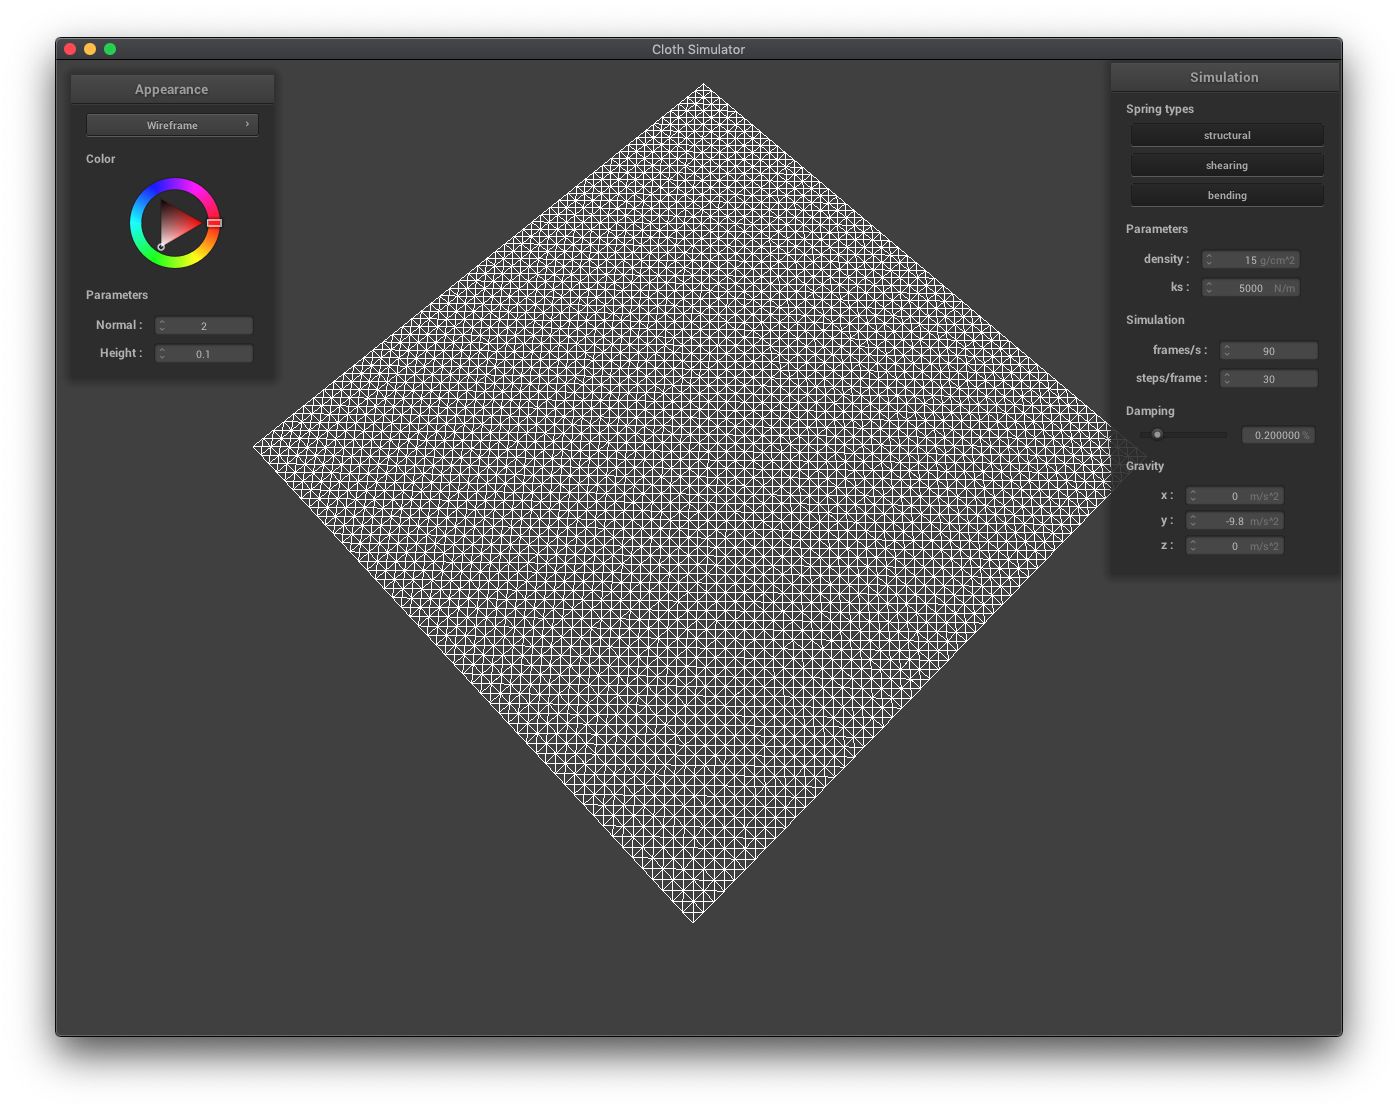 Cloth Simulator
Appearance
Wireframe ›
Color
Parameters
Normal : 2
Height : 0.1
Simulation
Spring types
structural
shearing
bending
Parameters
density : 15 g/cm^2
ks : 5000 N/m
Simulation
frames/s : 90
steps/frame : 30
Damping
0.200000 %
Gravity
x : 0 m/s^2
y : -9.8 m/s^2
z : 0 m/s^2